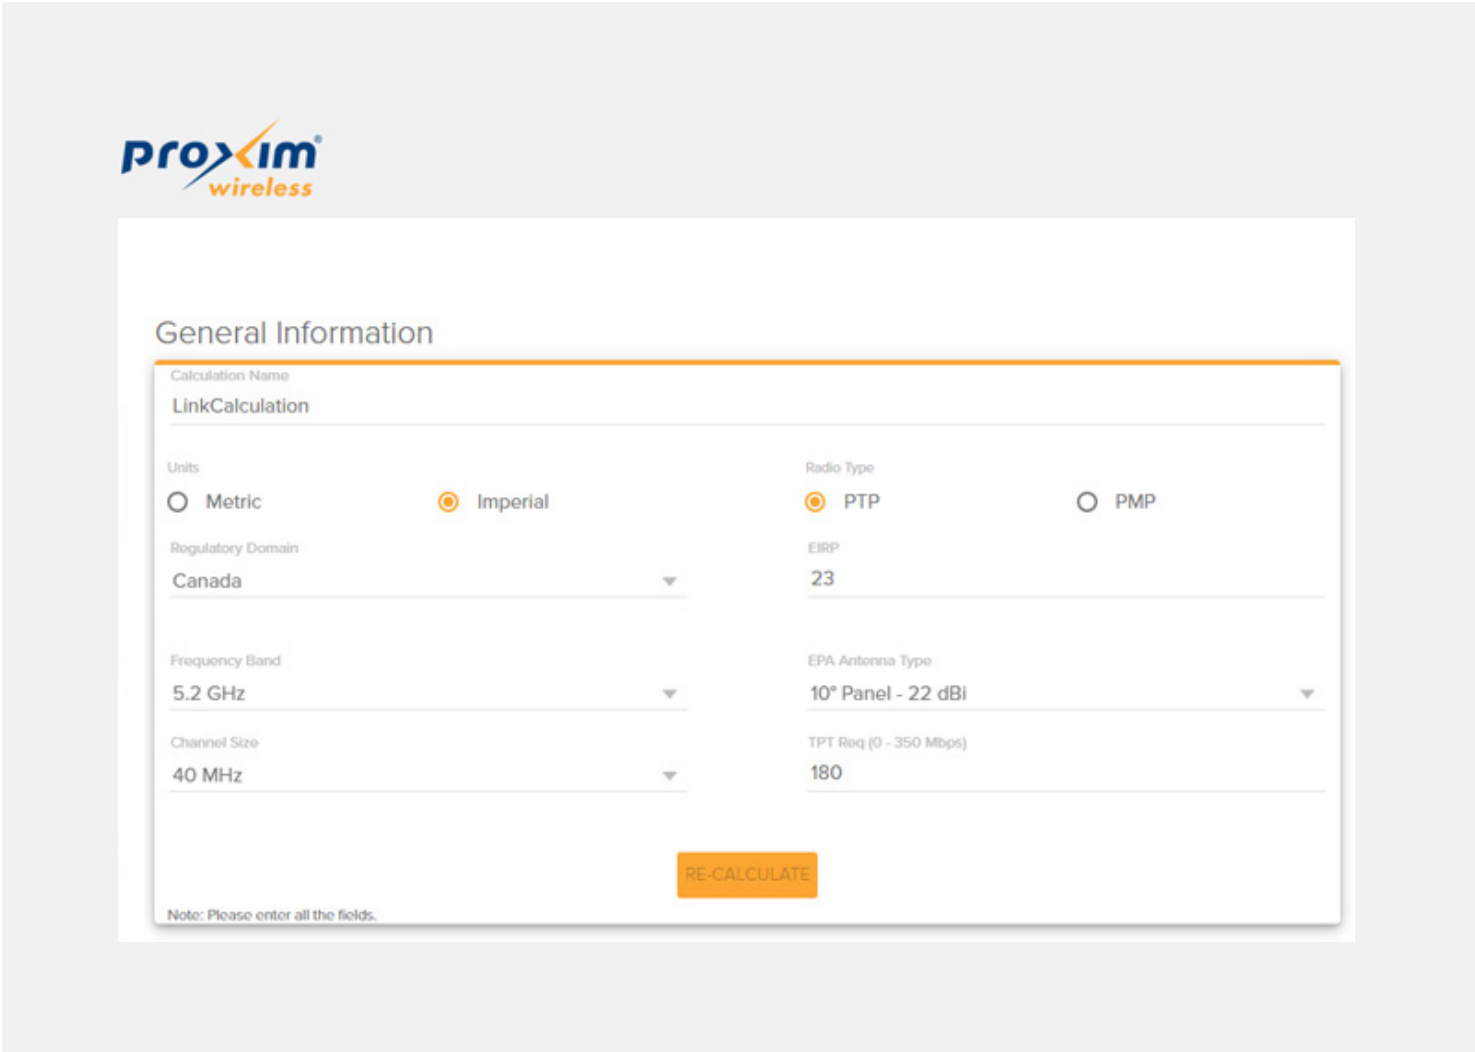 proxim®
wireless
General Information
Calculation Name
LinkCalculation
Units
Radio Type
Metric
Imperial
PTP
PMP
Regulatory Domain
EIRP
Canada
23
Frequency Band
EPA Antenna Type
5.2 GHz
10° Panel - 22 dBi
Channel Size
TPT Req (0 - 350 Mbps)
40 MHz
180
RE-CALCULATE
Note: Please enter all the fields.